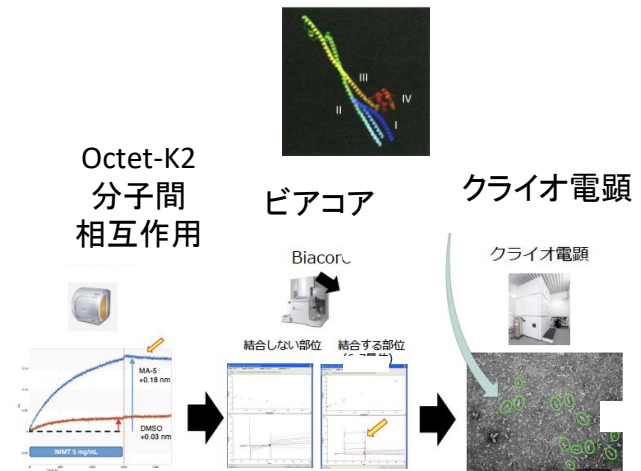 III
IV
II
I
Octet-K2
分子間
相互作用
ビアコア
クライオ電顕
Biacor
クライオ電顕
結合しない部位
結合する部位
MA-5
+0.18 nm
DMSO
+0.03 nm
IMMT 5 mg/mL